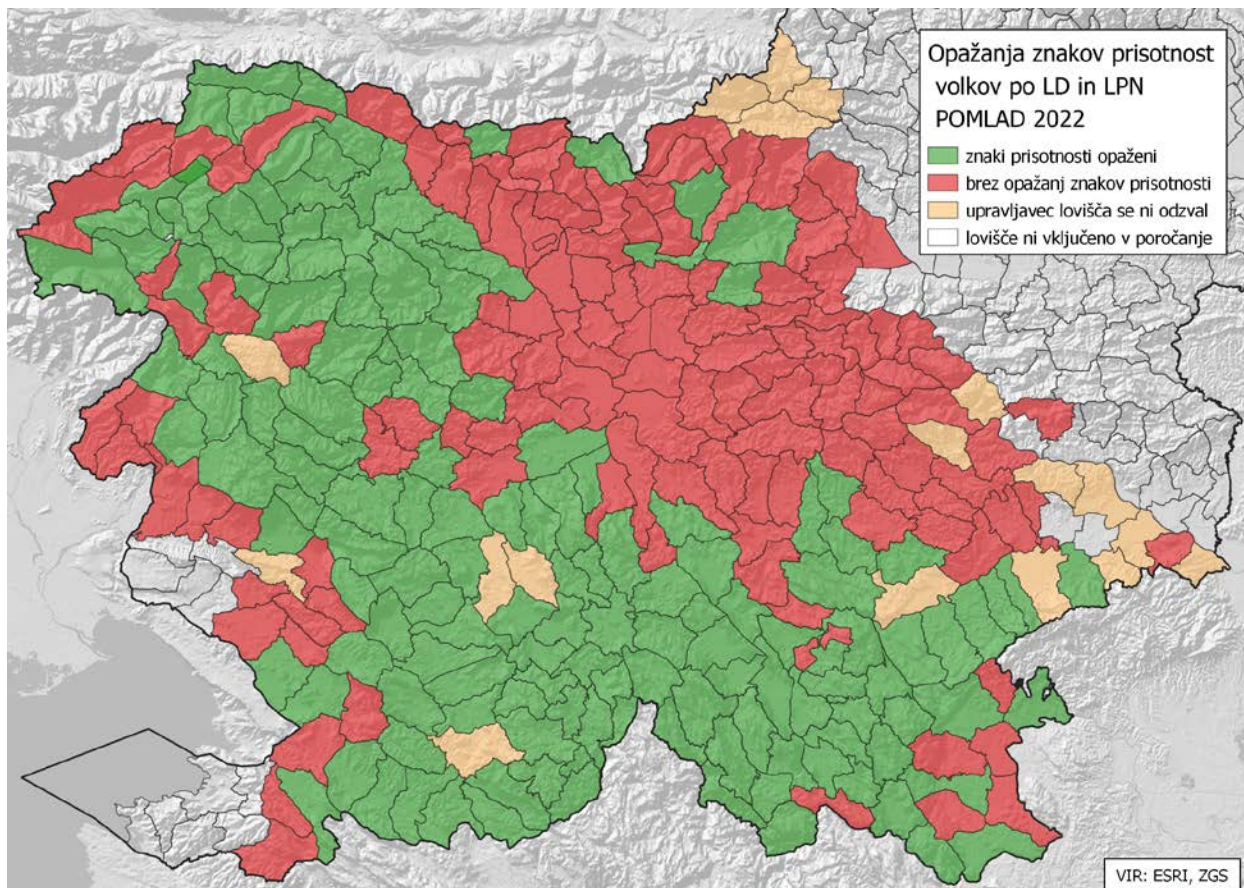 Opažanja znakov prisotnost
volkov po LD in LPN
POMLAD 2022
znaki prisotnosti opaženi
brez opažanj znakov prisotnosti
upravljavec lovišča se ni odzval
lovišče ni vključeno v poročanje
VIR: ESRI, ZGS